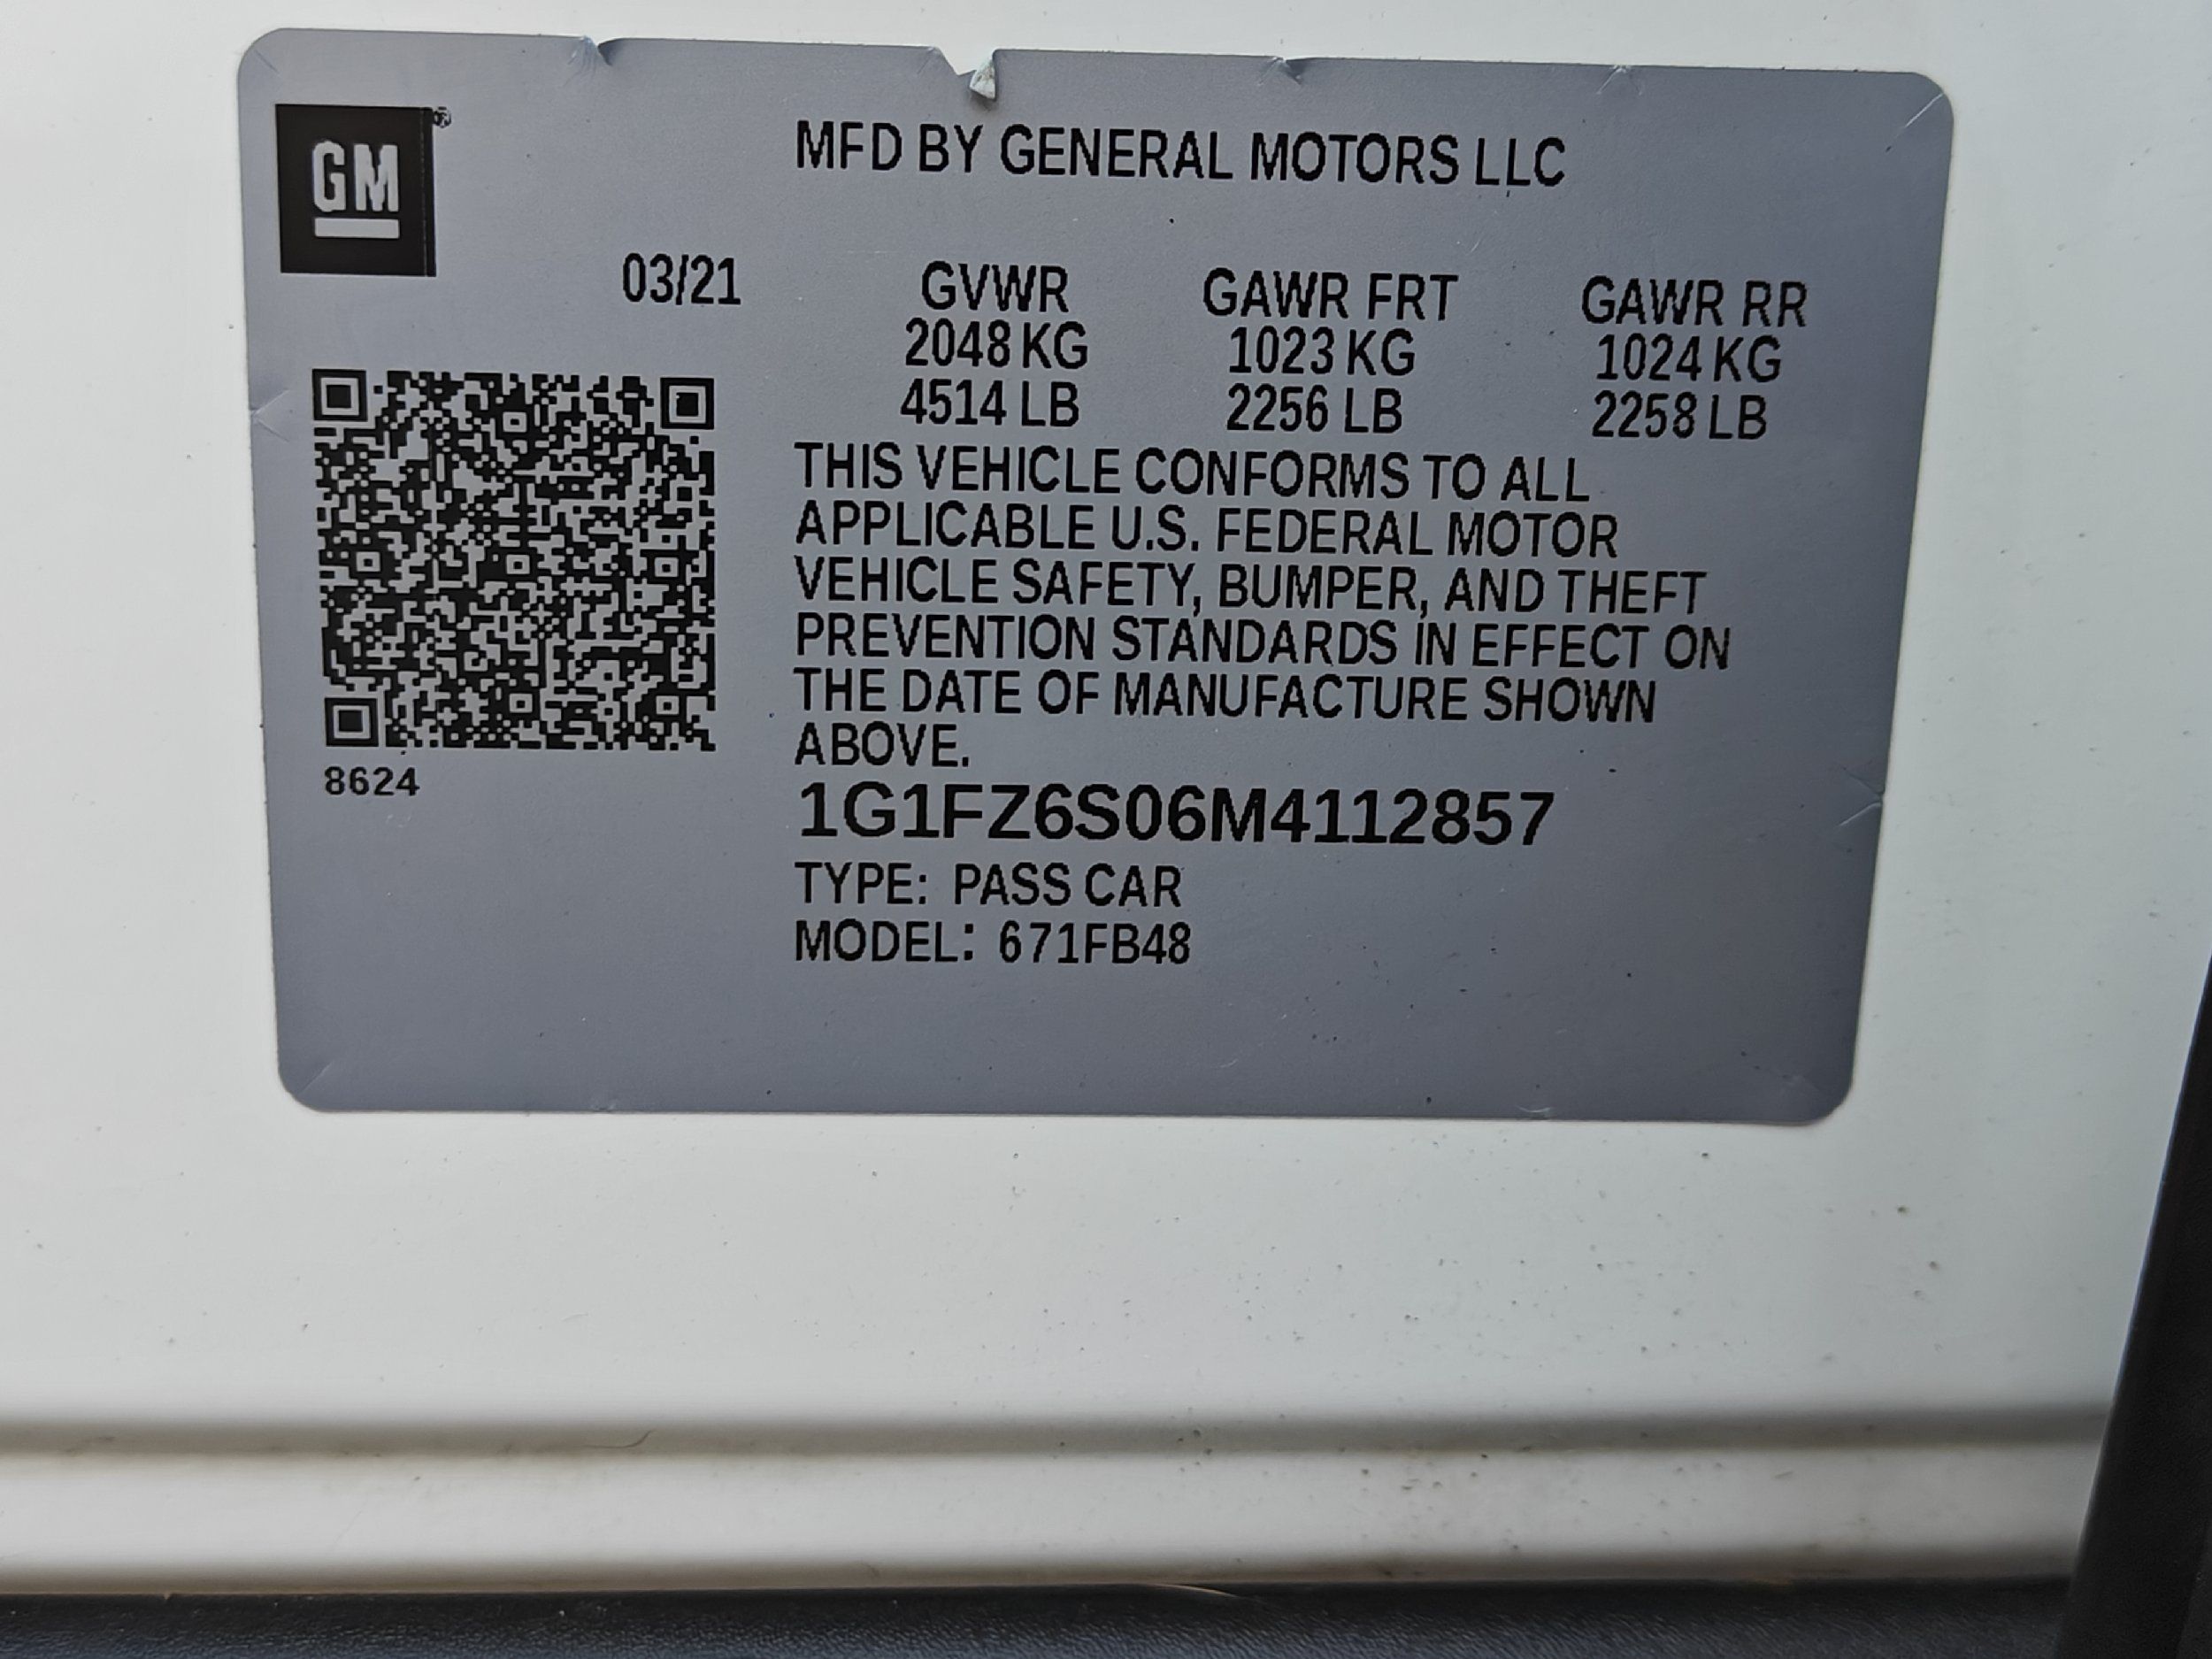 GM
MFD BY GENERAL MOTORS LLC
03/21
GVWR GAWR FRT GAWR RR
2048 KG 1023 KG 1024 KG
4514 LB 2256 LB 2258 LB
THIS VEHICLE CONFORMS TO ALL
APPLICABLE U.S. FEDERAL MOTOR
VEHICLE SAFETY, BUMPER, AND THEFT
PREVENTION STANDARDS IN EFFECT ON
THE DATE OF MANUFACTURE SHOWN
ABOVE.
8624
1G1FZ6S06M4112857
TYPE: PASS CAR
MODEL: 671FB48